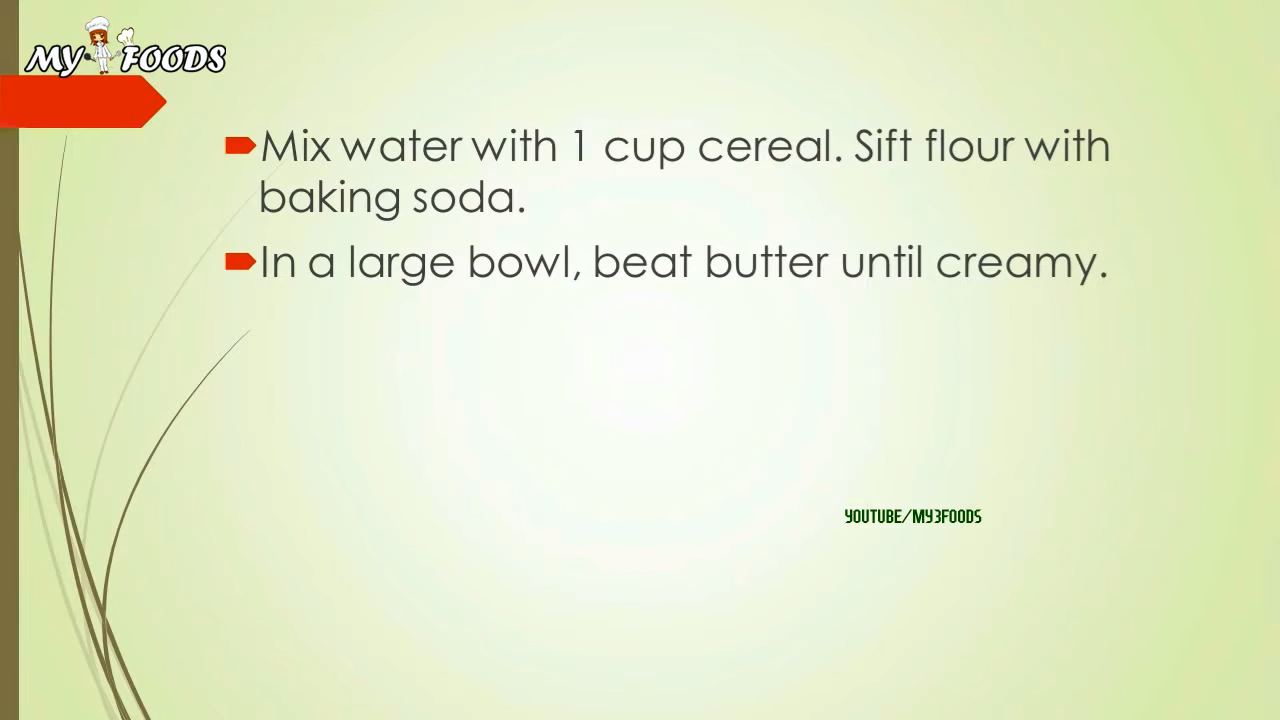 MY FOODS
Mix water with 1 cup cereal. Sift flour with
baking soda.
In a large bowl, beat butter until creamy.
YOUTUBE/MY3FOODS